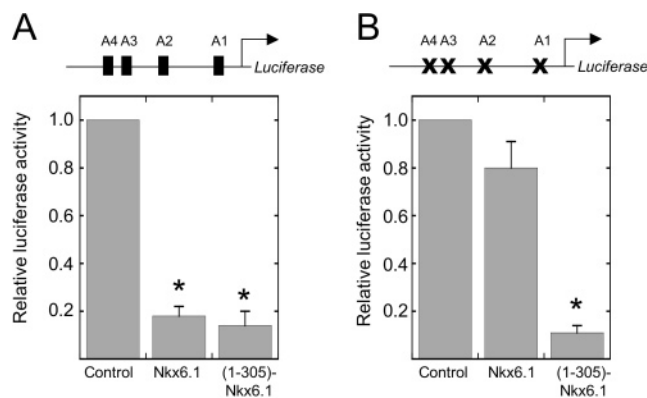 A
A4 A3 A2 A1
Luciferase
Relative luciferase activity
1.0
0.8
0.6
0.4
0.2
*
*
Control Nkx6.1 (1-305)-
Nkx6.1
B
A4 A3 A2 A1
X X X X
Luciferase
Relative luciferase activity
1.0
0.8
0.6
0.4
0.2
*
Control Nkx6.1 (1-305)-
Nkx6.1